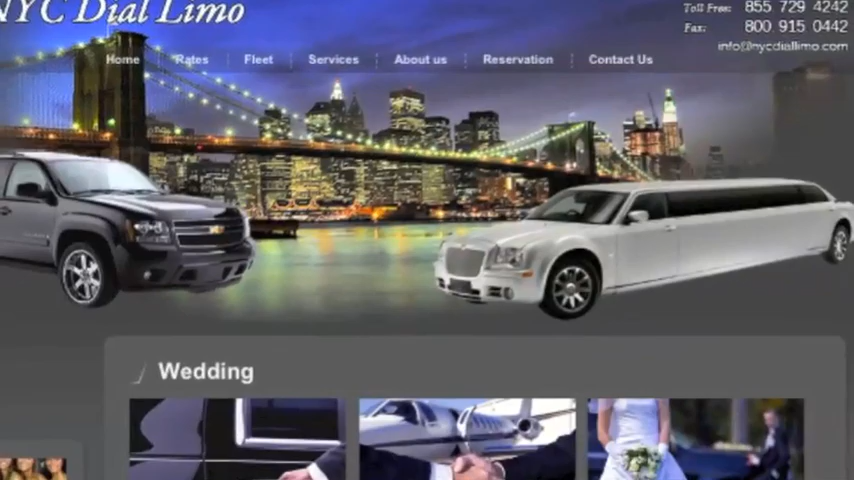 NYC Dial Limo
Toll Free: 855 729 4242
Fax: 800 915 0442
info@nycdiallimo.com
Home Rates Fleet Services About us Reservation Contact Us
Wedding